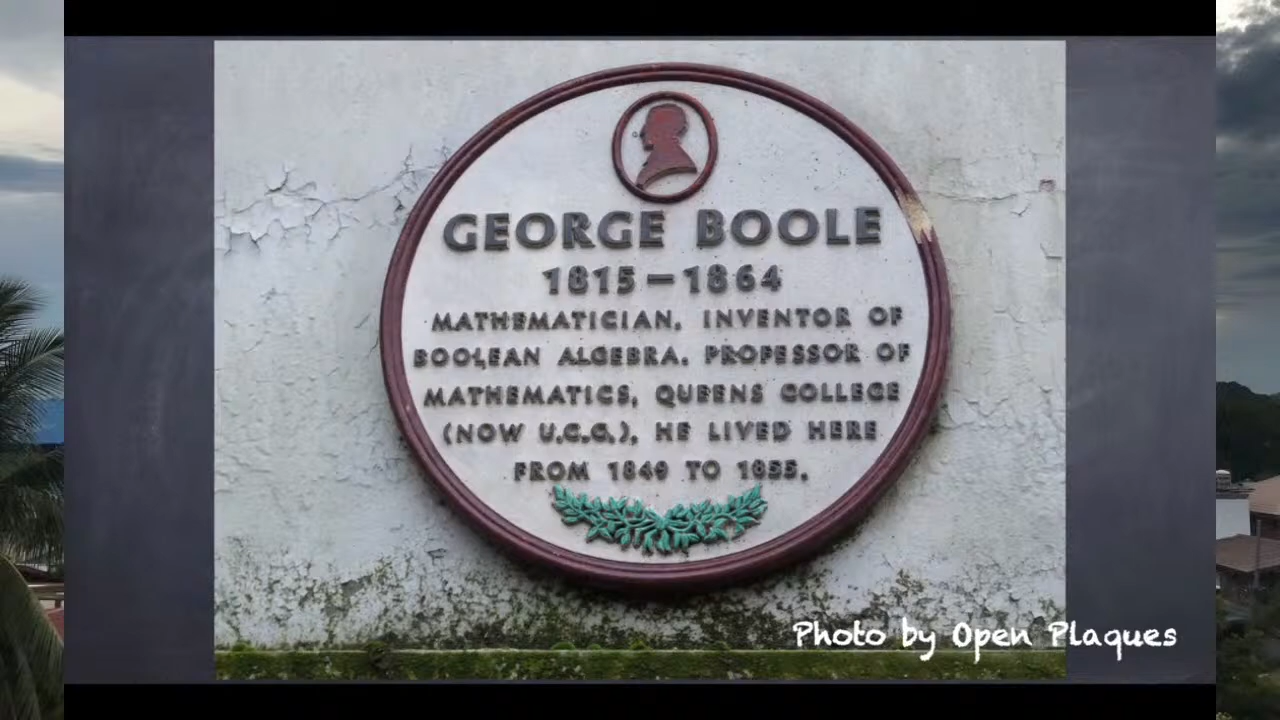 GEORGE BOOLE
1815–1864
MATHEMATICIAN, INVENTOR OF
BOOLEAN ALGEBRA. PROFESSOR OF
MATHEMATICS, QUEENS COLLEGE
(NOW U.C.C.), HE LIVED HERE
FROM 1849 TO 1855.
Photo by Open Plaques